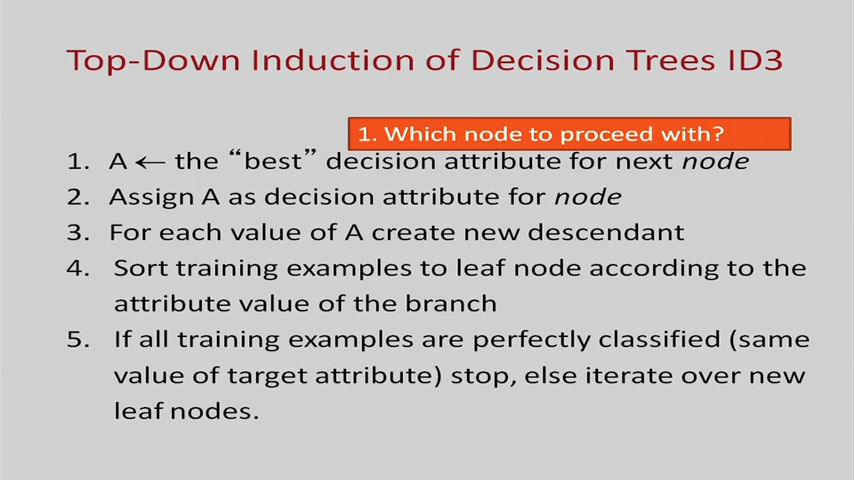 Top-Down Induction of Decision Trees ID3
1. Which node to proceed with?
1. A ← the “best” decision attribute for next node
2. Assign A as decision attribute for node
3. For each value of A create new descendant
4. Sort training examples to leaf node according to the
attribute value of the branch
5. If all training examples are perfectly classified (same
value of target attribute) stop, else iterate over new
leaf nodes.